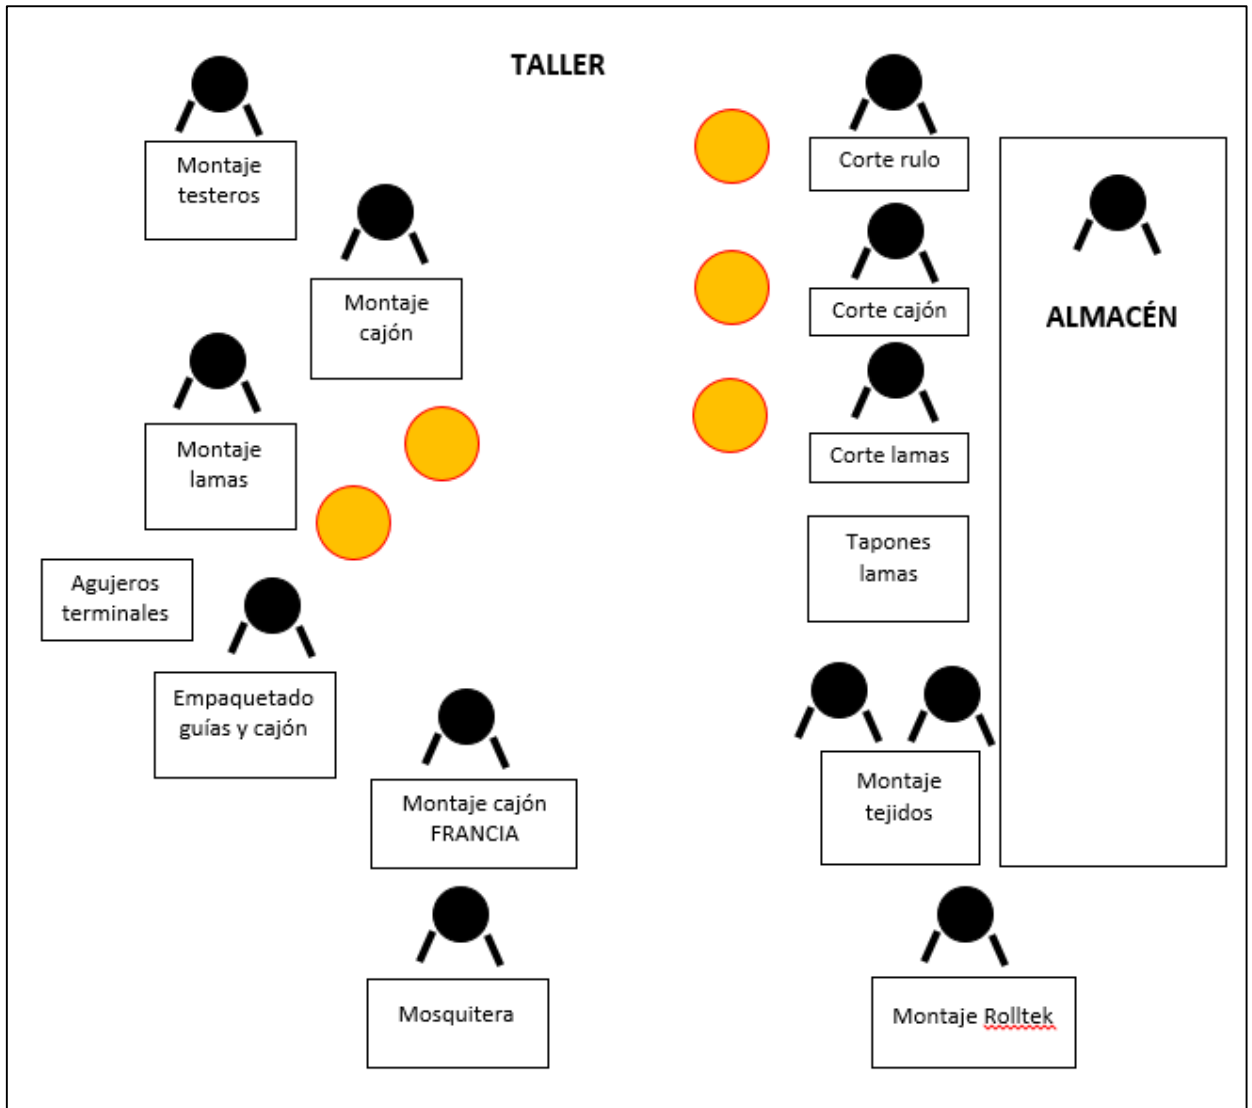 TALLER
Montaje
testeros
Montaje
cajón
Montaje
lamas
Agujeros
terminales
Empaquetado
guías y cajón
Montaje cajón
FRANCIA
Mosquitera
Corte rulo
Corte cajón
Corte lamas
Tapones
lamas
Montaje
tejidos
Montaje Rolltek
ALMACÉN